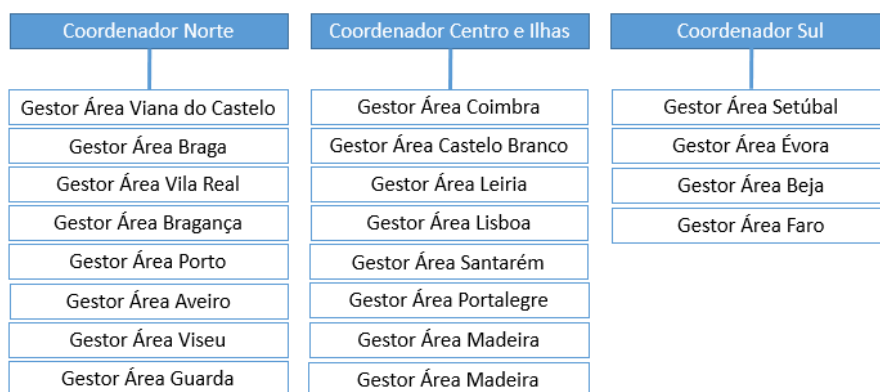 Coordenador Norte
Gestor Área Viana do Castelo
Gestor Área Braga
Gestor Área Vila Real
Gestor Área Bragança
Gestor Área Porto
Gestor Área Aveiro
Gestor Área Viseu
Gestor Área Guarda
Coordenador Centro e Ilhas
Gestor Área Coimbra
Gestor Área Castelo Branco
Gestor Área Leiria
Gestor Área Lisboa
Gestor Área Santarém
Gestor Área Portalegre
Gestor Área Madeira
Gestor Área Madeira
Coordenador Sul
Gestor Área Setúbal
Gestor Área Évora
Gestor Área Beja
Gestor Área Faro